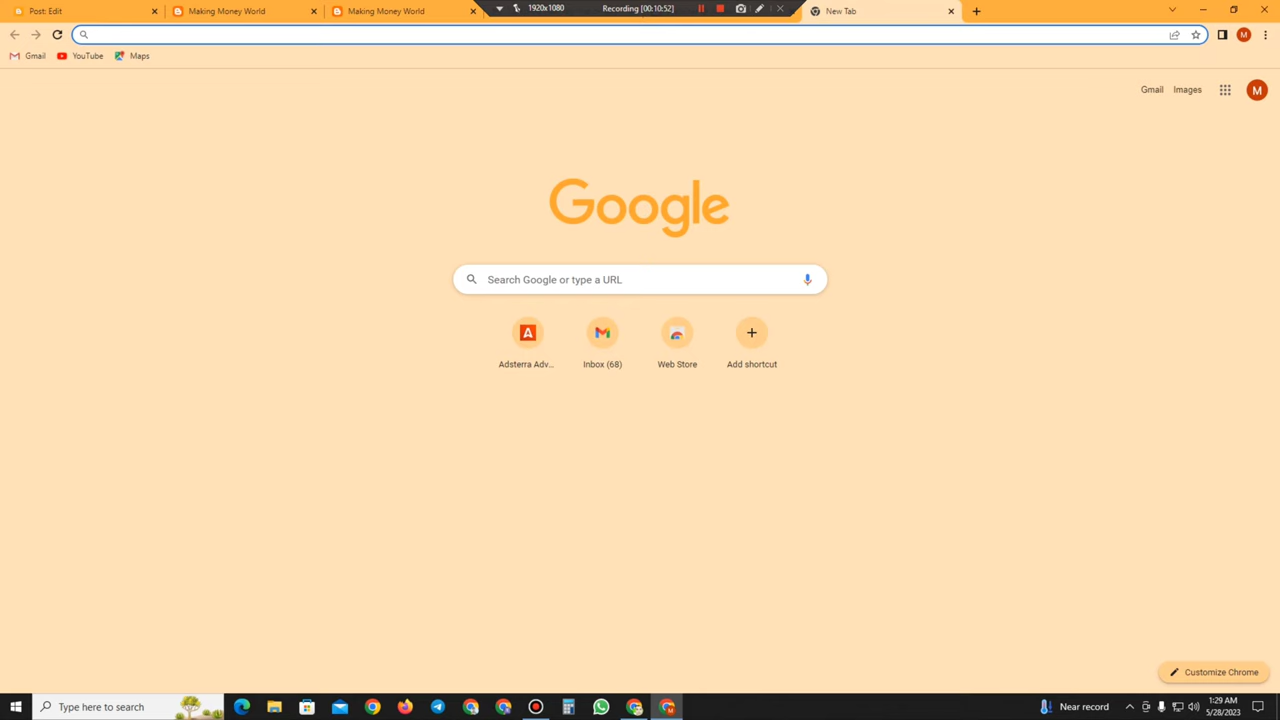 Post: Edit
Making Money World
Making Money World
1920x1080
Recording [00:10:52]
New Tab
M
Gmail
YouTube
Maps
Gmail
Images
M
Google
Search Google or type a URL
A
Adsterra Adv...
Inbox (68)
Web Store
Add shortcut
Customize Chrome
Type here to search
Near record
1:29 AM
5/28/2023